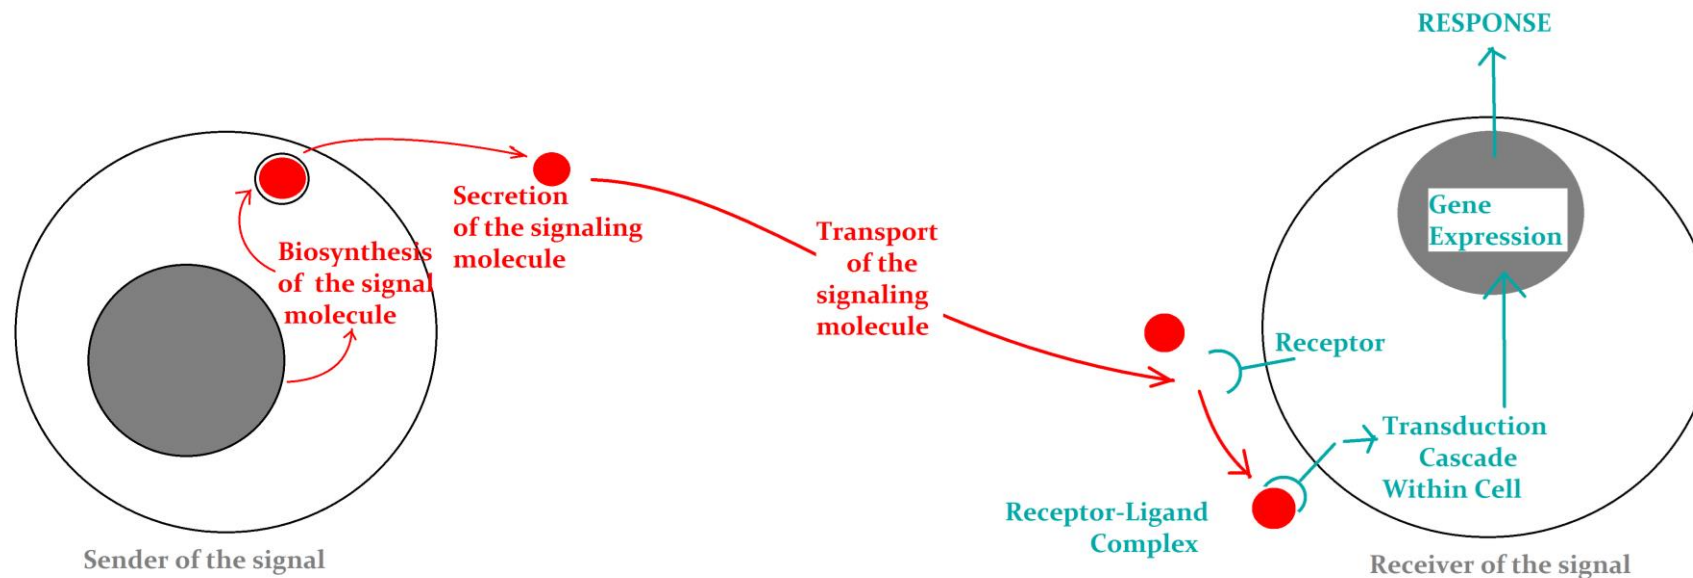 RESPONSE
Gene
Expression
Secretion
of the signaling
molecule
Biosynthesis
of the signal
molecule
Transport
of the
signaling
molecule
Receptor
Transduction
Cascade
Within Cell
Receptor-Ligand
Complex
Sender of the signal
Receiver of the signal